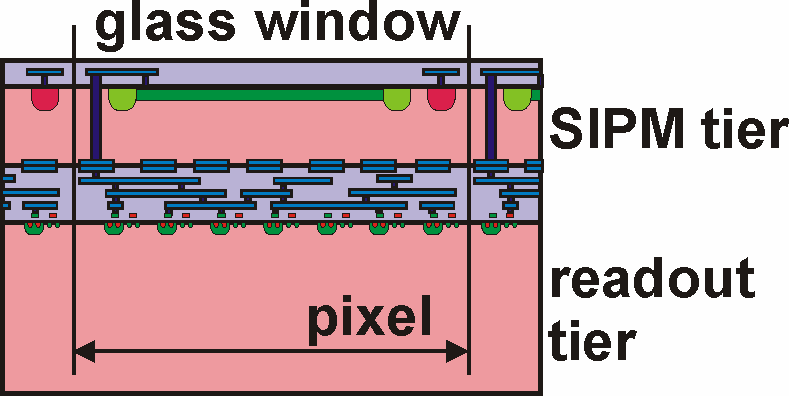 glass window
SIPM tier
readout
tier
pixel